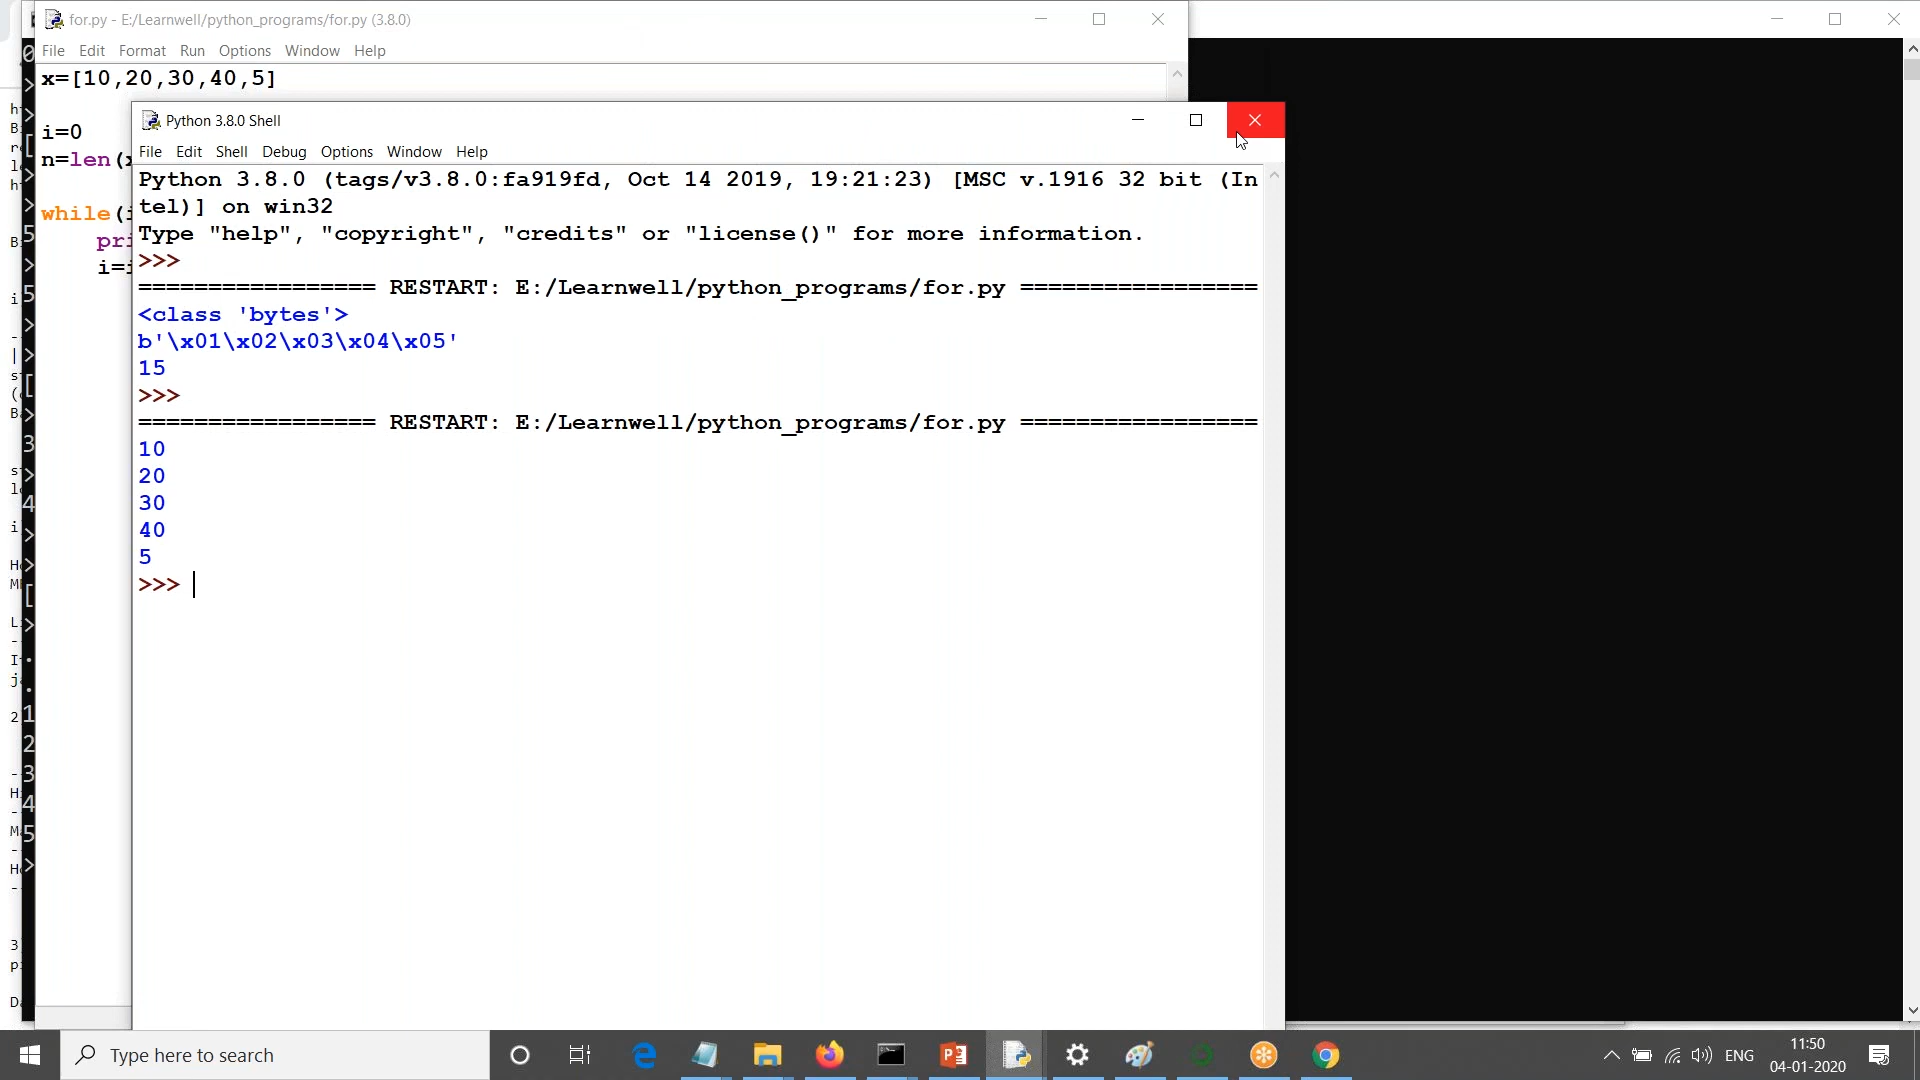 for.py - E:/Learnwell/python_programs/for.py (3.8.0)
File Edit Format Run Options Window Help
x=[10,20,30,40,5]
i=0
n=len(
while(
Python 3.8.0 Shell
File Edit Shell Debug Options Window Help
Python 3.8.0 (tags/v3.8.0:fa919fd, Oct 14 2019, 19:21:23) [MSC v.1916 32 bit (In
tel)] on win32
Type "help", "copyright", "credits" or "license()" for more information.
>>>
================= RESTART: E:/Learnwell/python_programs/for.py =================
<class 'bytes'>
b'\x01\x02\x03\x04\x05'
15
>>>
================= RESTART: E:/Learnwell/python_programs/for.py =================
10
20
30
40
5
>>>
Type here to search
ENG
11:50
04-01-2020